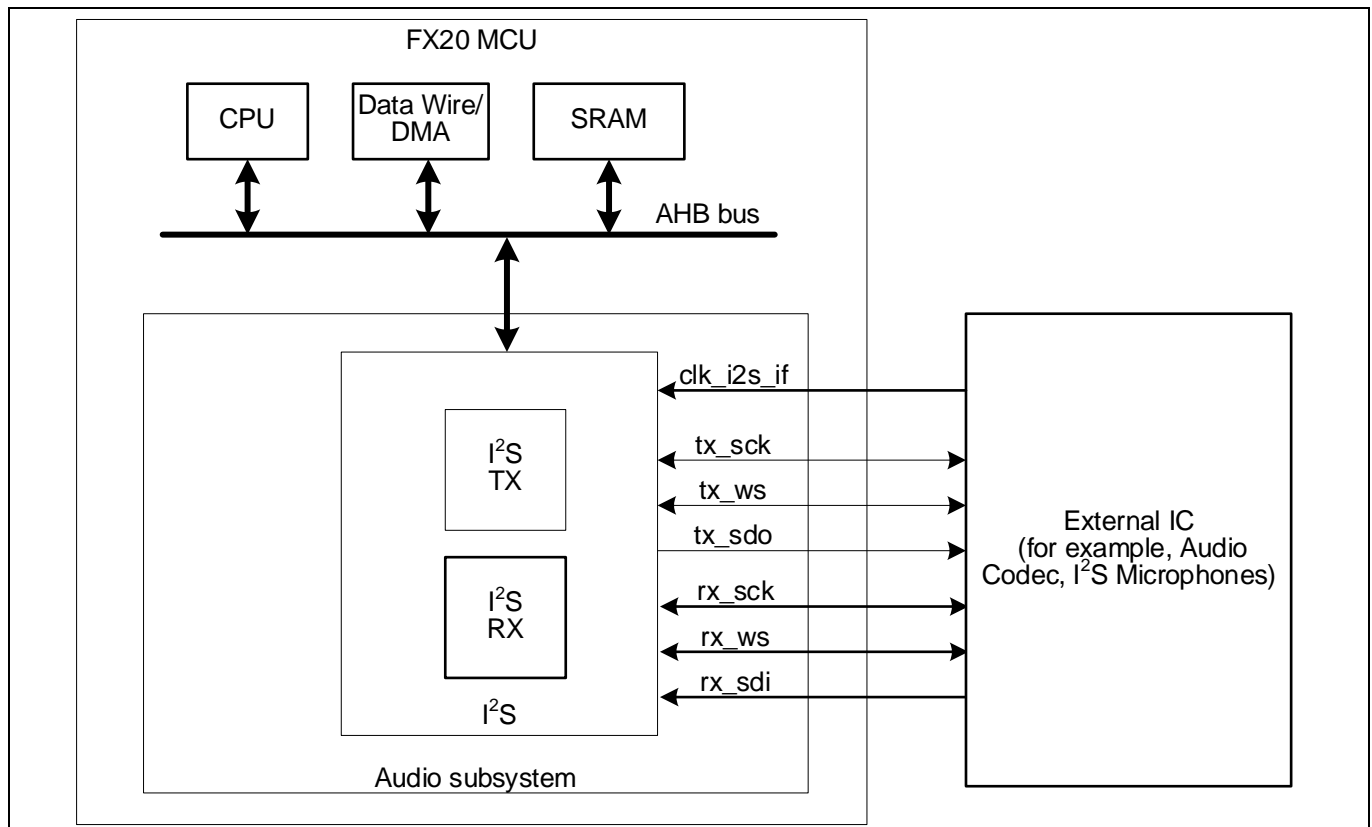 FX20 MCU
CPU
Data Wire/
DMA
SRAM
AHB bus
clk_i2s_if
I²S
TX
tx_sck
tx_ws
tx_sdo
External IC
(for example, Audio
Codec, I²S Microphones)
I²S
RX
rx_sck
rx_ws
rx_sdi
I²S
Audio subsystem